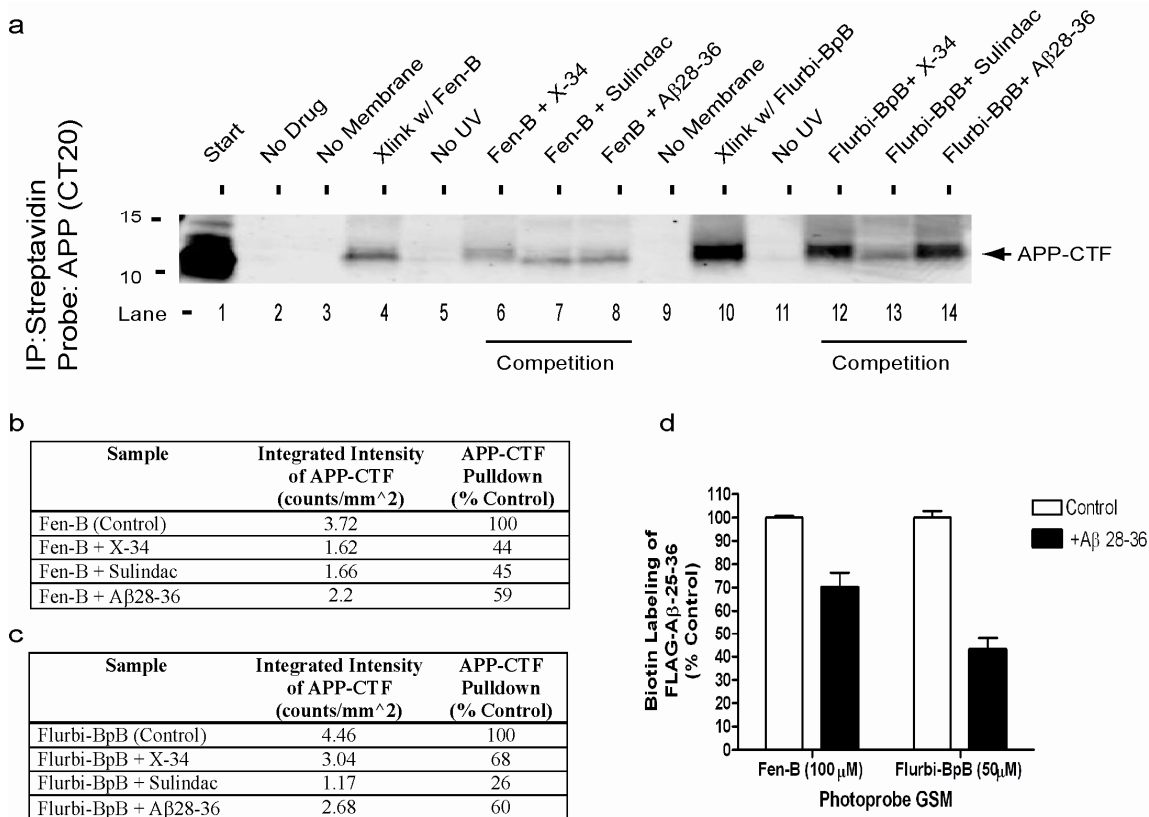 a
IP:Streptavidin
Probe: APP (CT20)
Start
No Drug
No Membrane
Xlink w/ Fen-B
No UV
Fen-B + X-34
Fen-B + Sulindac
FenB + Aβ28-36
No Membrane
Xlink w/ Flurbi-BpB
No UV
Flurbi-BpB+ X-34
Flurbi-BpB+ Sulindac
Flurbi-BpB+ Aβ28-36
15
10
APP-CTF
Lane - 1 2 3 4 5 6 7 8 9 10 11 12 13 14
Competition Competition
b
Sample Integrated Intensity of APP-CTF (counts/mm^2) APP-CTF Pulldown (% Control)
Fen-B (Control) 3.72 100
Fen-B + X-34 1.62 44
Fen-B + Sulindac 1.66 45
Fen-B + Aβ28-36 2.2 59
c
Sample Integrated Intensity of APP-CTF (counts/mm^2) APP-CTF Pulldown (% Control)
Flurbi-BpB (Control) 4.46 100
Flurbi-BpB + X-34 3.04 68
Flurbi-BpB + Sulindac 1.17 26
Flurbi-BpB + Aβ28-36 2.68 60
d
Biotin Labeling of
FLAG-Aβ-25-36
(% Control)
110
100
90
80
70
60
50
40
30
20
10
0
Fen-B (100 μM) Flurbi-BpB (50μM)
Photoprobe GSM
Control
+Aβ 28-36